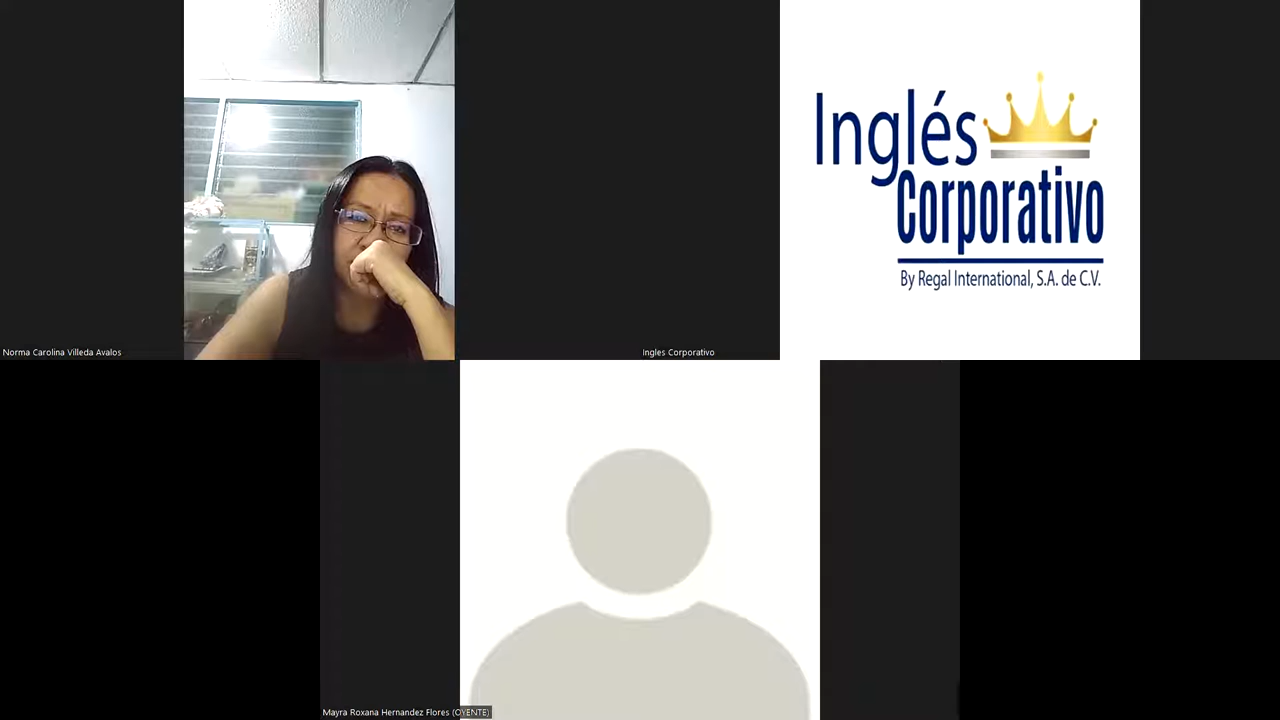 Inglés
Corporativo
By Regal International, S.A. de C.V.
Norma Carolina Villeda Avalos
Ingles Corporativo
Mayra Roxana Hernandez Flores (OYENTE)